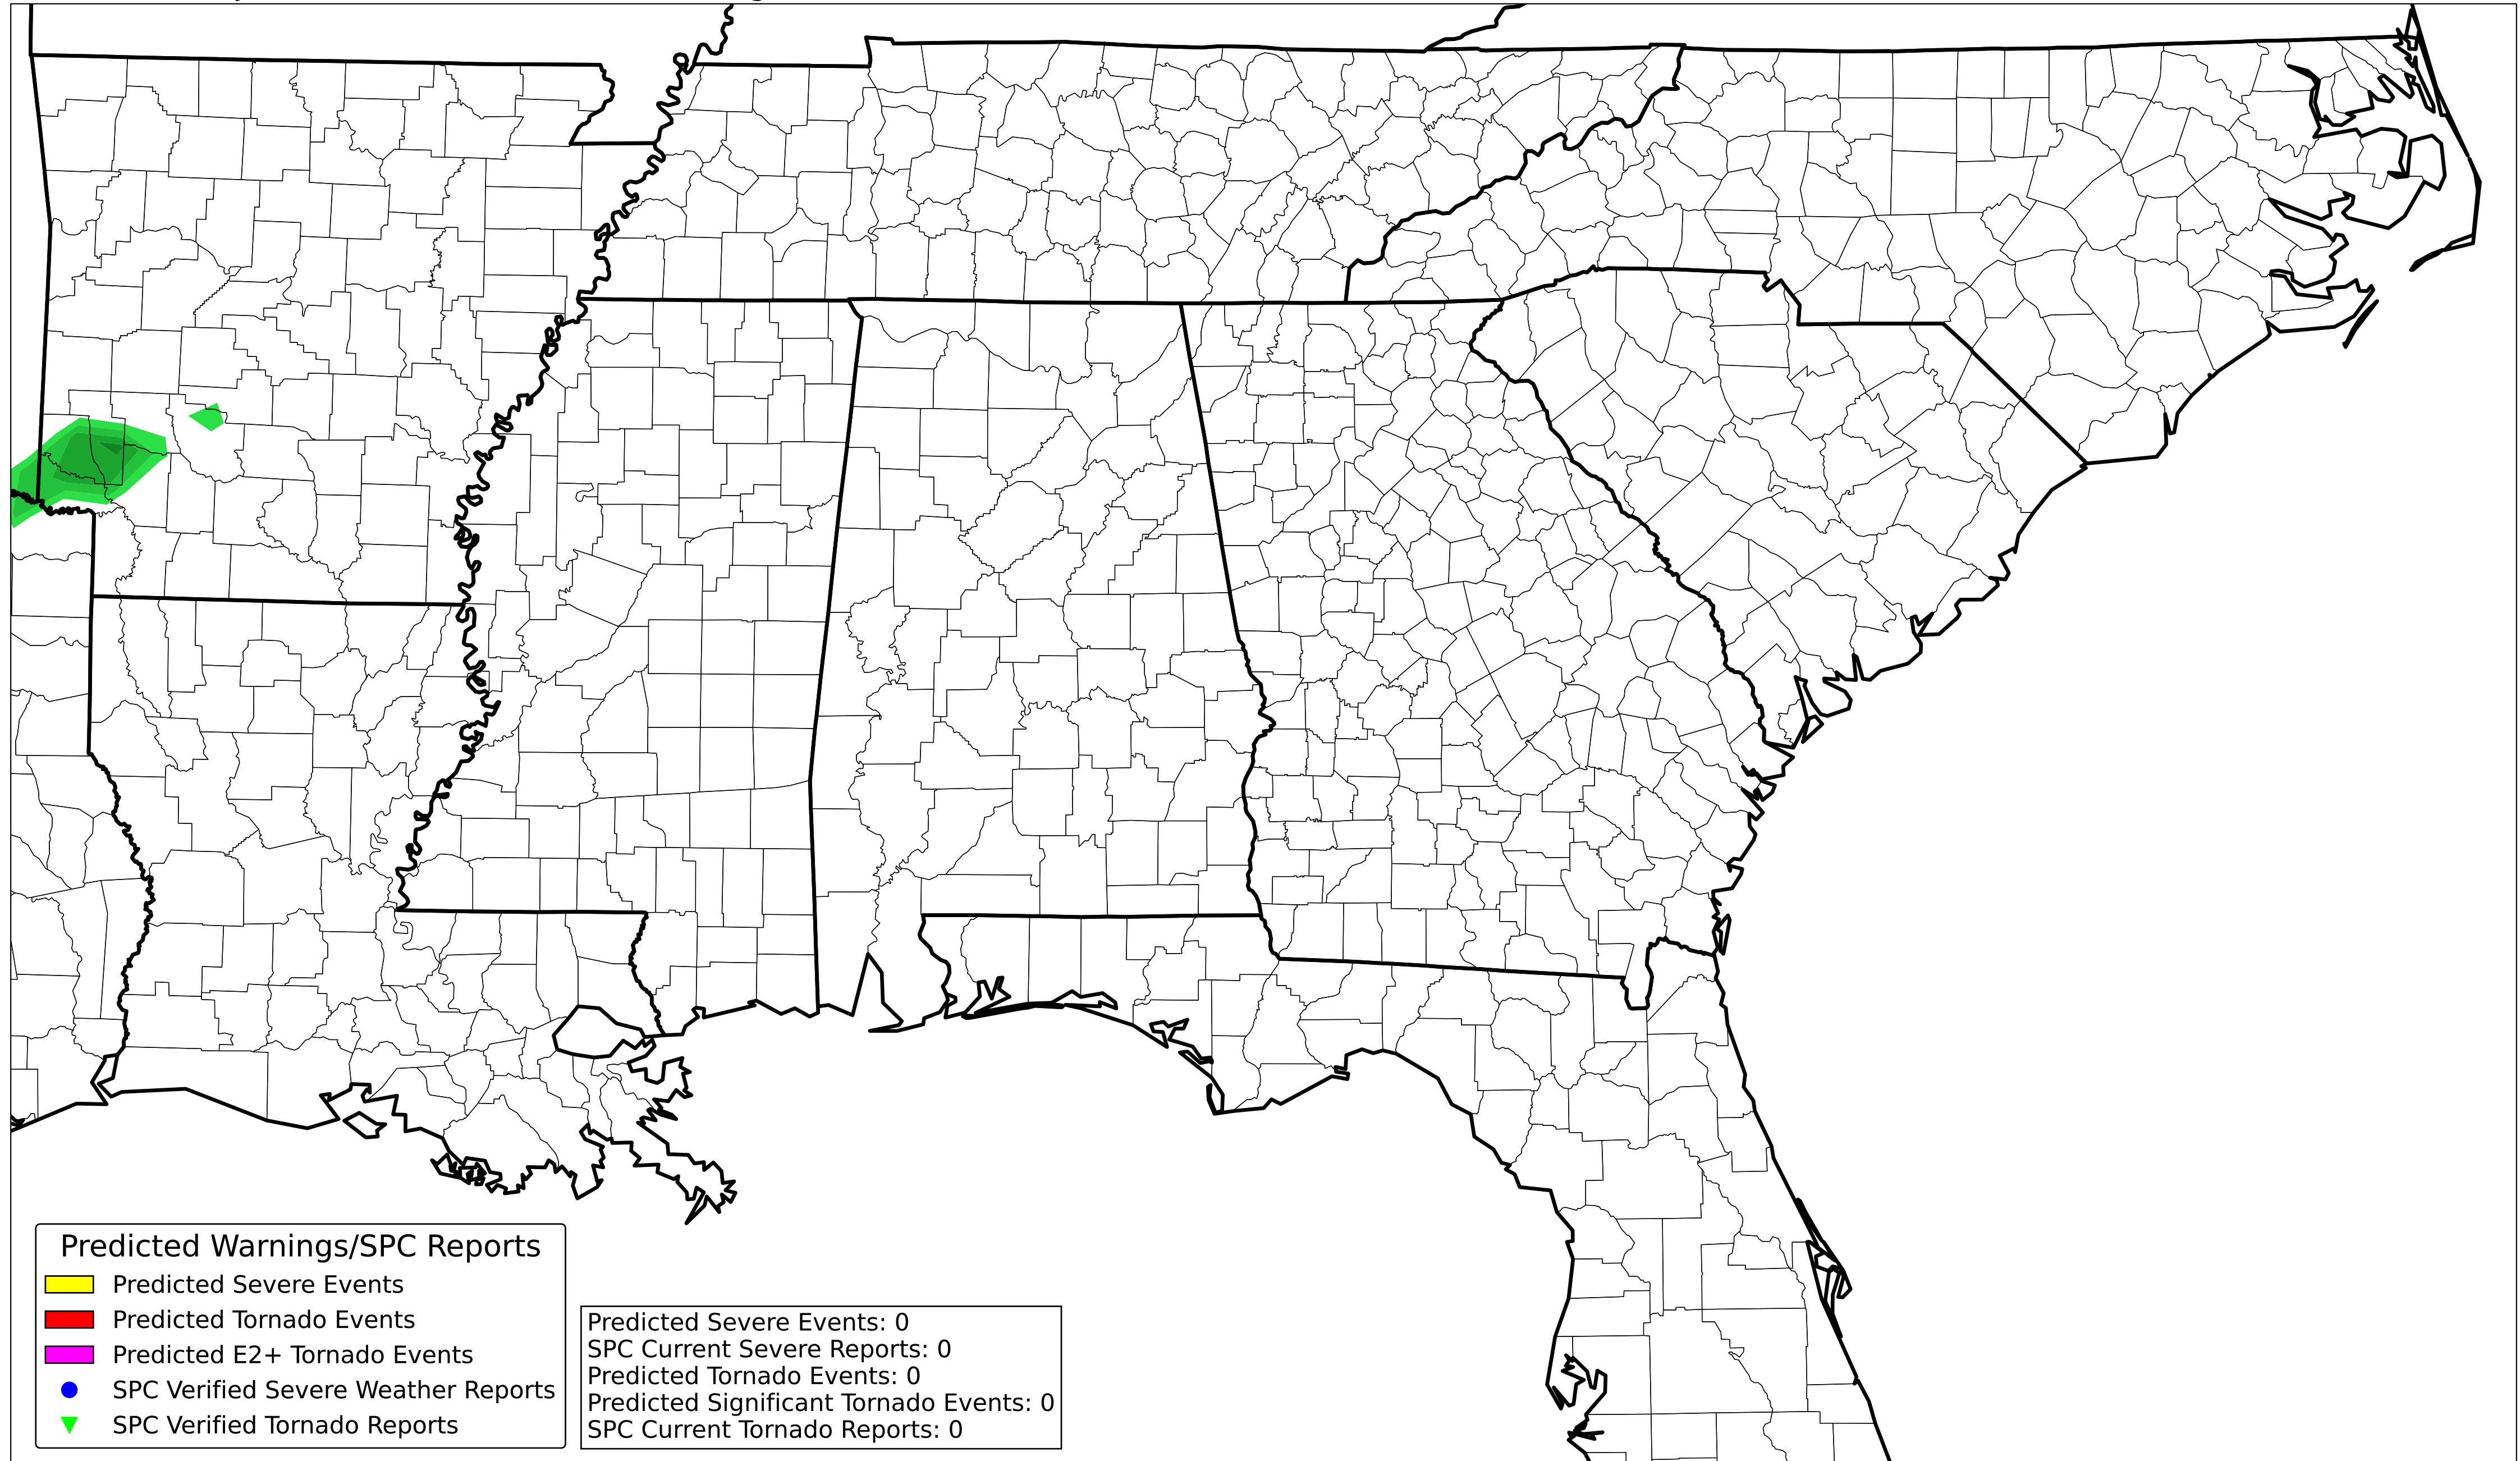 Predicted Warnings/SPC Reports
Predicted Severe Events
Predicted Tornado Events
Predicted E2+ Tornado Events
SPC Verified Severe Weather Reports
SPC Verified Tornado Reports
Predicted Severe Events: 0
SPC Current Severe Reports: 0
Predicted Tornado Events: 0
Predicted Significant Tornado Events: 0
SPC Current Tornado Reports: 0